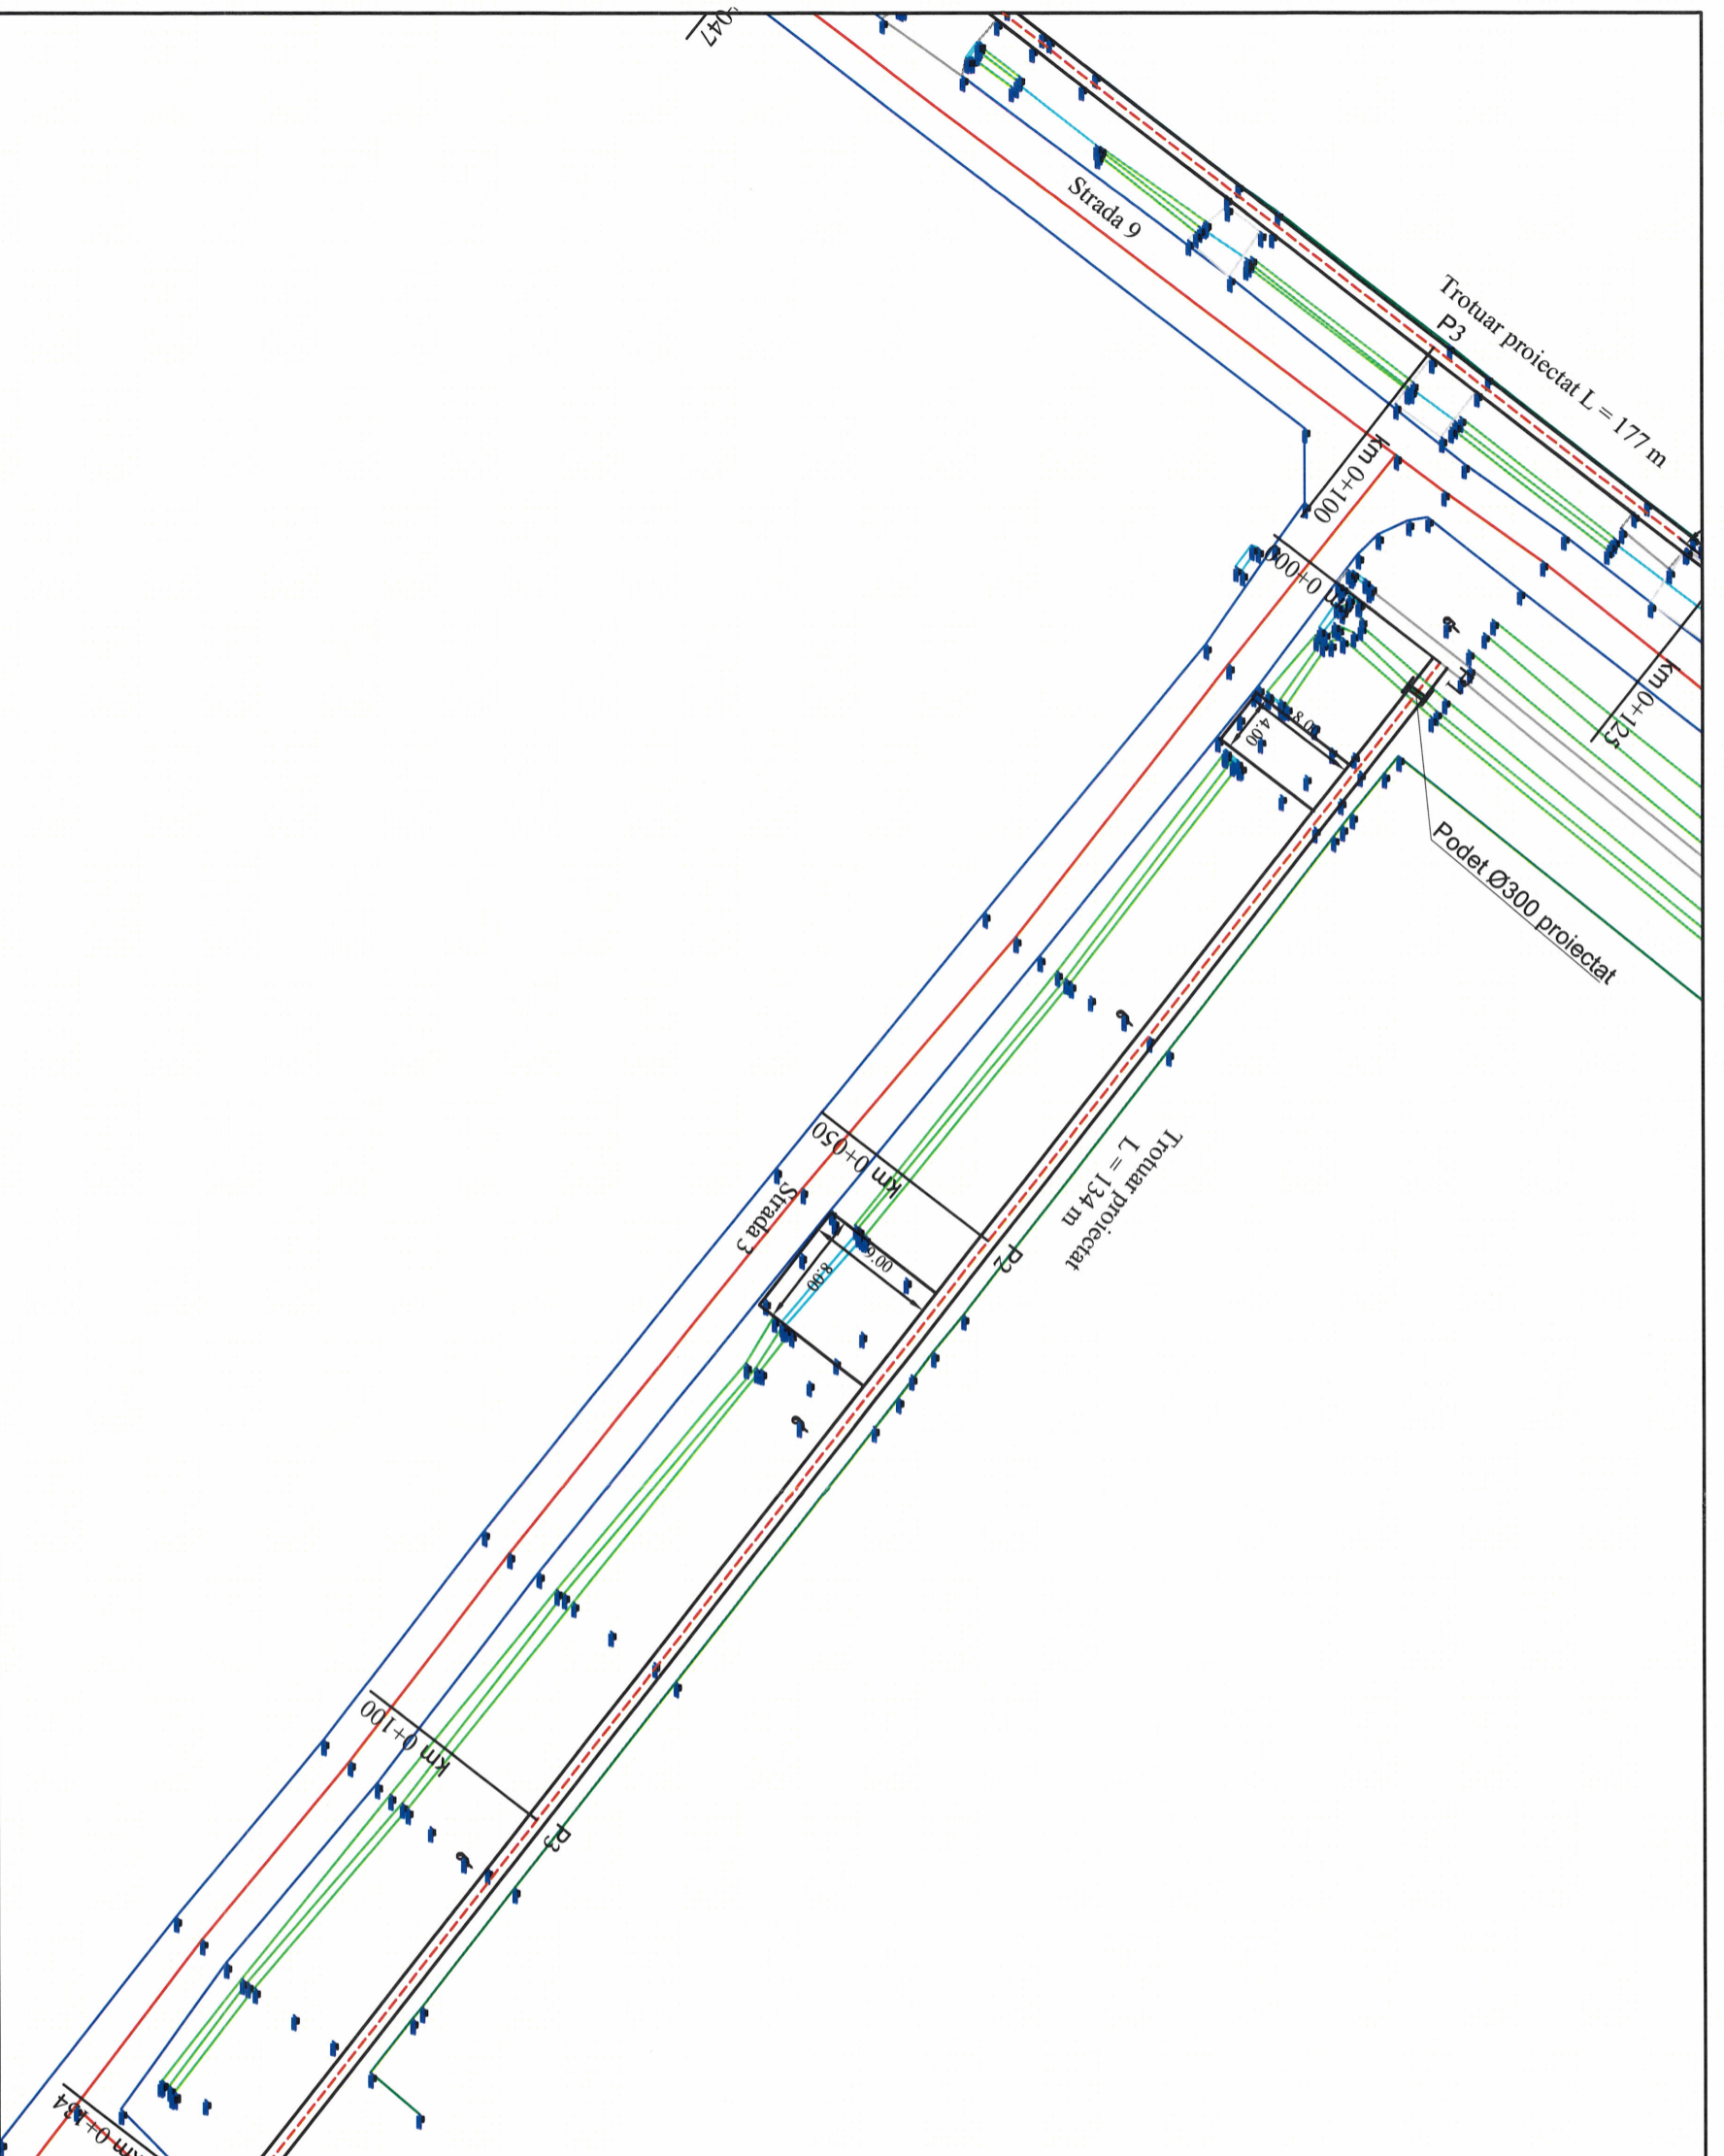 Strada 9
Trotuar proiectat L = 177 m
P3
km 0+100
km 0+125
8.00
4.00
Podet Ø300 proiectat
Trotuar proiectat
L = 134 m
km 0+050
Strada 3
P2
8.00
km 0+100
P3
km 0+134